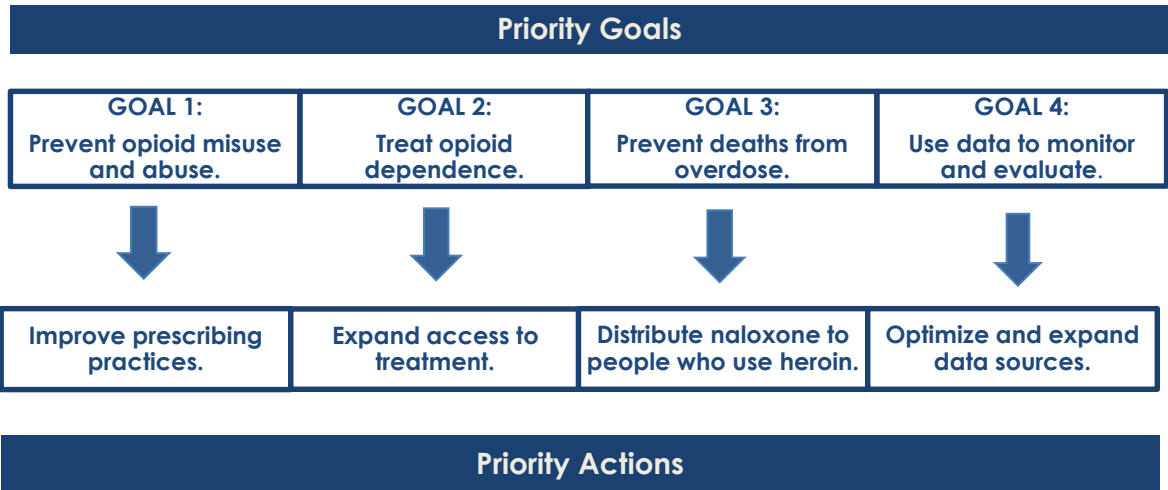 Priority Goals
GOAL 1:
Prevent opioid misuse
and abuse.
GOAL 2:
Treat opioid
dependence.
GOAL 3:
Prevent deaths from
overdose.
GOAL 4:
Use data to monitor
and evaluate.
Improve prescribing
practices.
Expand access to
treatment.
Distribute naloxone to
people who use heroin.
Optimize and expand
data sources.
Priority Actions